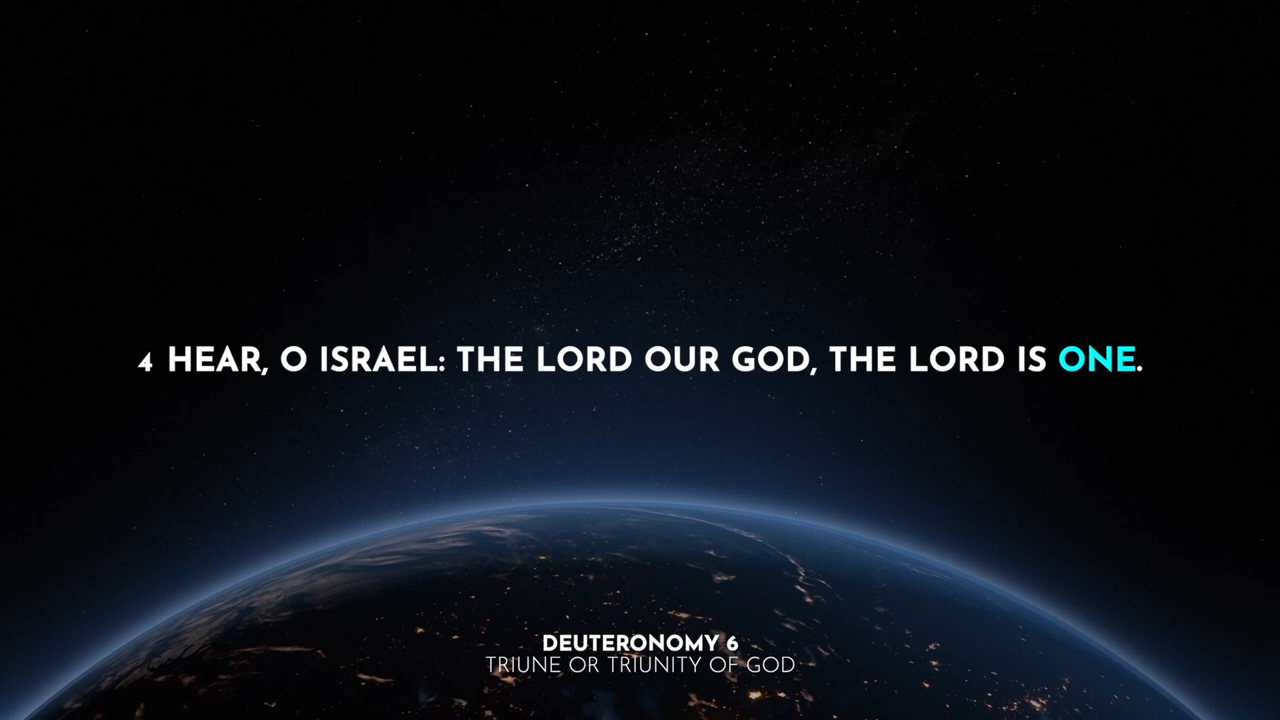 4 HEAR, O ISRAEL: THE LORD OUR GOD, THE LORD IS ONE.
DEUTERONOMY 6
TRIUNE OR TRIUNITY OF GOD